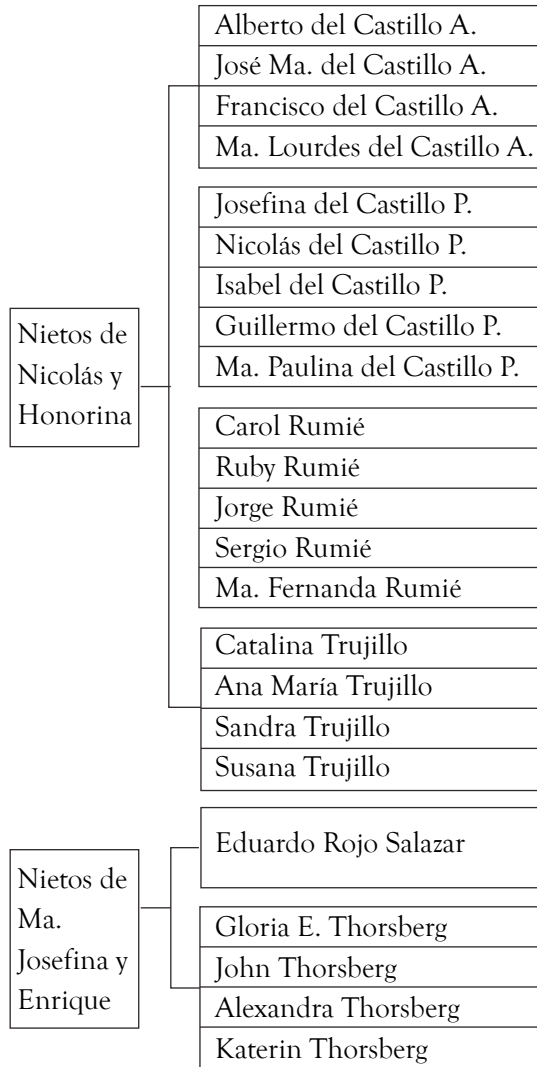 Alberto del Castillo A.
José Ma. del Castillo A.
Francisco del Castillo A.
Ma. Lourdes del Castillo A.
Josefina del Castillo P.
Nicolás del Castillo P.
Isabel del Castillo P.
Guillermo del Castillo P.
Ma. Paulina del Castillo P.
Nietos de
Nicolás y
Honorina
Carol Rumié
Ruby Rumié
Jorge Rumié
Sergio Rumié
Ma. Fernanda Rumié
Catalina Trujillo
Ana María Trujillo
Sandra Trujillo
Susana Trujillo
Eduardo Rojo Salazar
Nietos de
Ma.
Josefina y
Enrique
Gloria E. Thorsberg
John Thorsberg
Alexandra Thorsberg
Katerin Thorsberg